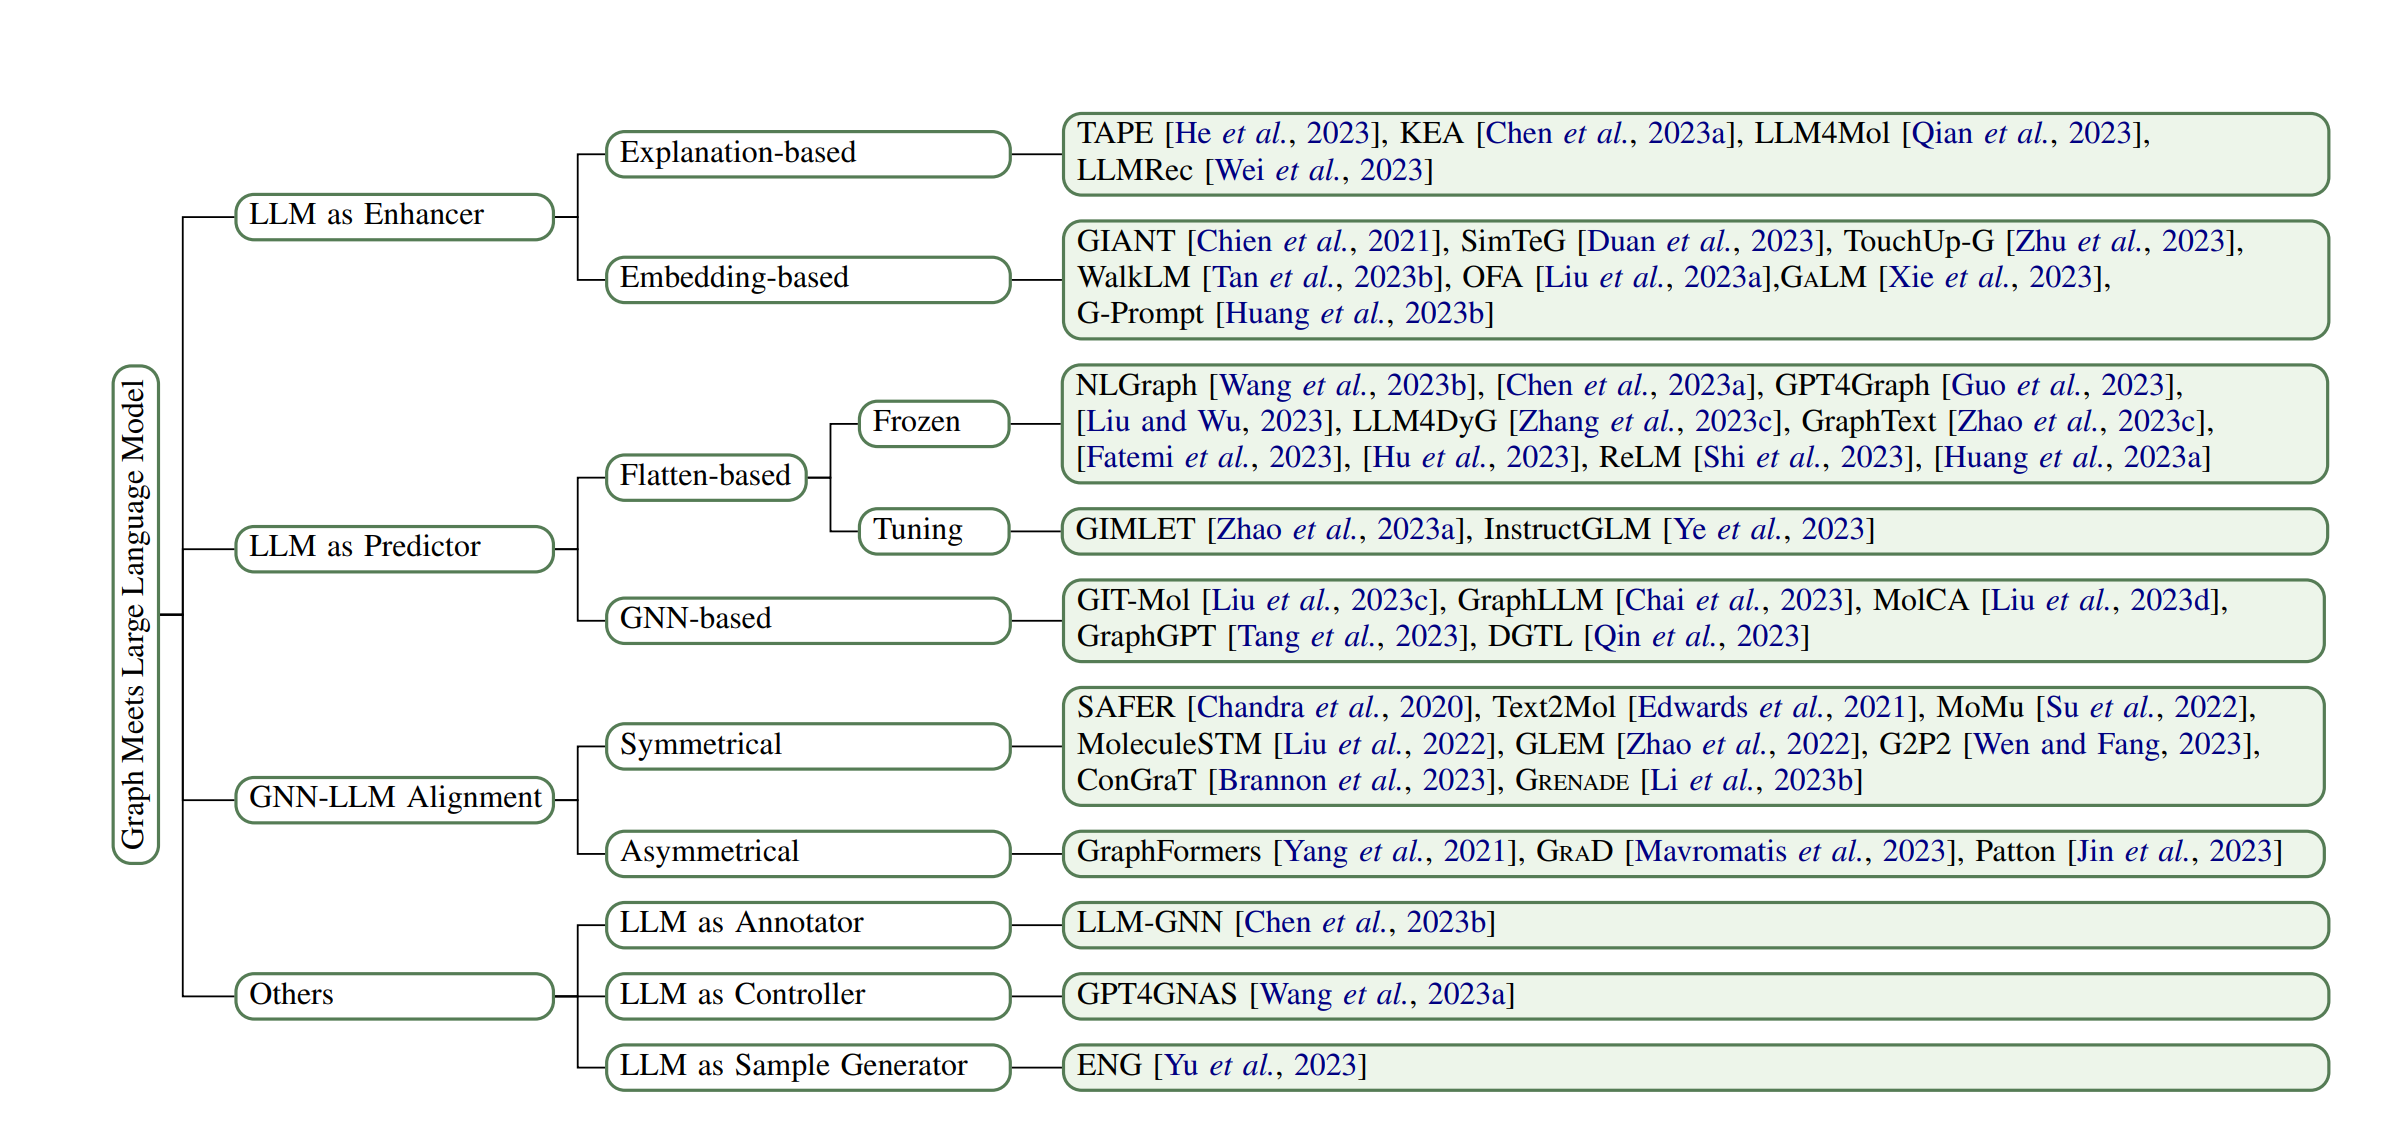 Graph Meets Large Language Model
LLM as Enhancer
Explanation-based
TAPE [He et al., 2023], KEA [Chen et al., 2023a], LLM4Mol [Qian et al., 2023],
LLMRec [Wei et al., 2023]
Embedding-based
GIANT [Chien et al., 2021], SimTeG [Duan et al., 2023], TouchUp-G [Zhu et al., 2023],
WalkLM [Tan et al., 2023b], OFA [Liu et al., 2023a],GALM [Xie et al., 2023],
G-Prompt [Huang et al., 2023b]
LLM as Predictor
Flatten-based
Frozen
NLGraph [Wang et al., 2023b], [Chen et al., 2023a], GPT4Graph [Guo et al., 2023],
[Liu and Wu, 2023], LLM4DyG [Zhang et al., 2023c], GraphText [Zhao et al., 2023c],
[Fatemi et al., 2023], [Hu et al., 2023], ReLM [Shi et al., 2023], [Huang et al., 2023a]
Tuning
GIMLET [Zhao et al., 2023a], InstructGLM [Ye et al., 2023]
GNN-based
GIT-Mol [Liu et al., 2023c], GraphLLM [Chai et al., 2023], MolCA [Liu et al., 2023d],
GraphGPT [Tang et al., 2023], DGTL [Qin et al., 2023]
GNN-LLM Alignment
Symmetrical
SAFER [Chandra et al., 2020], Text2Mol [Edwards et al., 2021], MoMu [Su et al., 2022],
MoleculeSTM [Liu et al., 2022], GLEM [Zhao et al., 2022], G2P2 [Wen and Fang, 2023],
ConGraT [Brannon et al., 2023], GRENADE [Li et al., 2023b]
Asymmetrical
GraphFormers [Yang et al., 2021], GRAD [Mavromatis et al., 2023], Patton [Jin et al., 2023]
Others
LLM as Annotator
LLM-GNN [Chen et al., 2023b]
LLM as Controller
GPT4GNAS [Wang et al., 2023a]
LLM as Sample Generator
ENG [Yu et al., 2023]